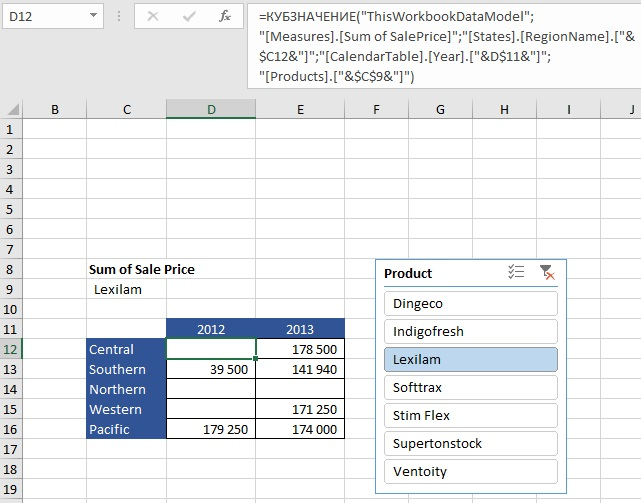 D12
fx
=КУБЗНАЧЕНИЕ("ThisWorkbookDataModel";
"[Measures].[Sum of SalePrice]";"[States].[RegionName].["&
$C12&"]";"[CalendarTable].[Year].["&D$11&"]";
"[Products].["&$C$9&"]")
B C D E F G H I J
1
2
3
4
5
6
7
8 Sum of Sale Price Product
9 Lexilam
Dingeco
10
Indigofresh
11 2012 2013
12 Central 178 500 Lexilam
13 Southern 39 500 141 940
Softtrax
14 Northern
15 Western 171 250 Stim Flex
16 Pacific 179 250 174 000
Supertonstock
17
18 Ventoity
19